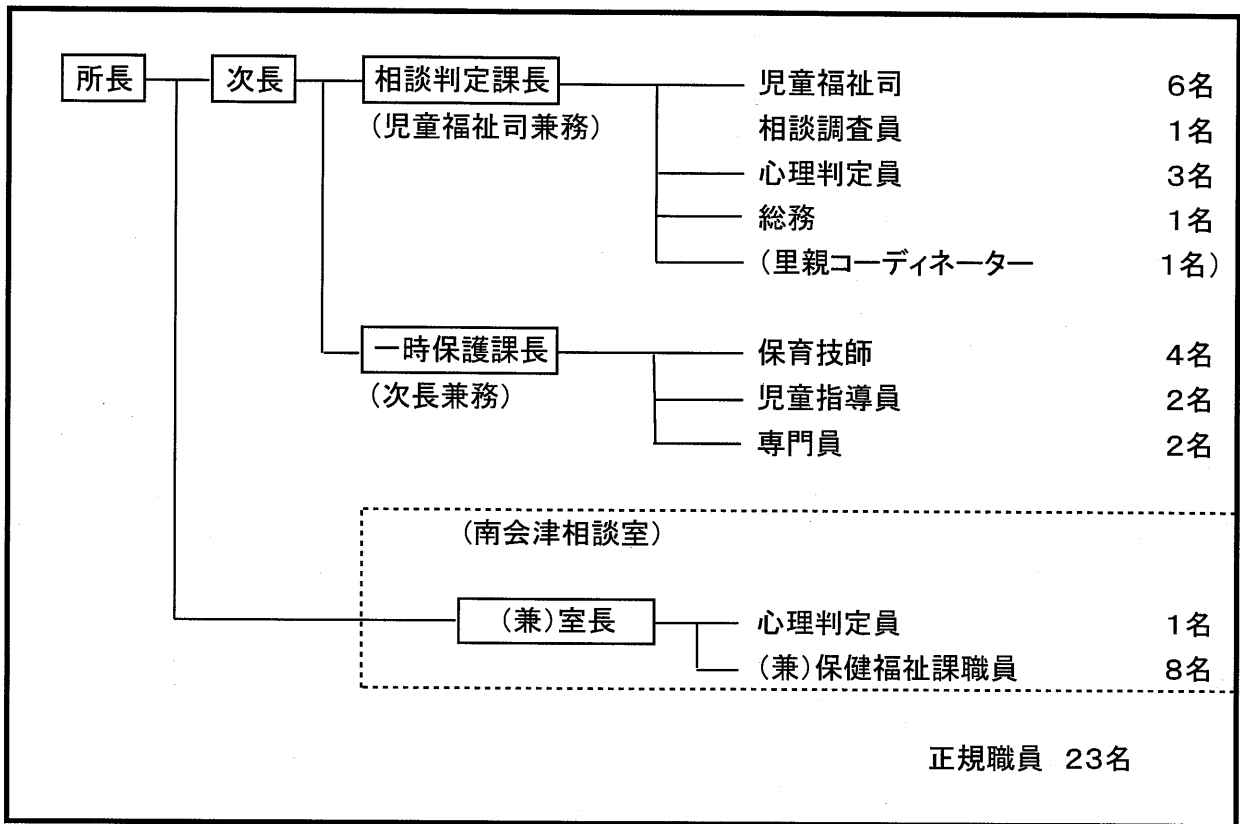 所長 次長 相談判定課長 児童福祉司 6名
(児童福祉司兼務) 相談調査員 1名
心理判定員 3名
総務 1名
(里親コーディネーター 1名)
一時保護課長 保育技師 4名
(次長兼務) 児童指導員 2名
専門員 2名
(南会津相談室)
(兼)室長 心理判定員 1名
(兼)保健福祉課職員 8名
正規職員 23名